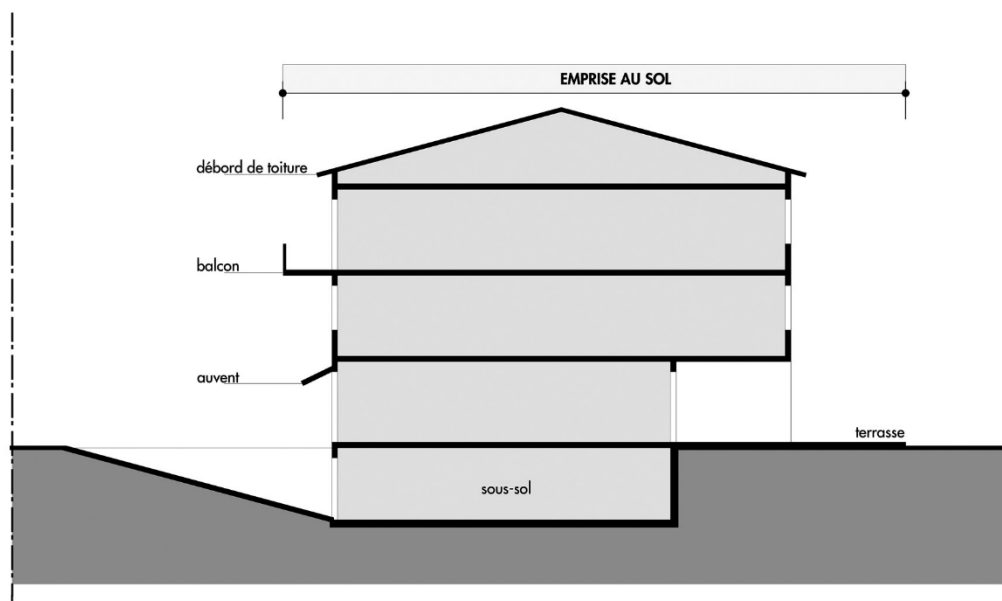 EMPRISE AU SOL
débord de toiture
balcon
auvent
terrasse
sous-sol